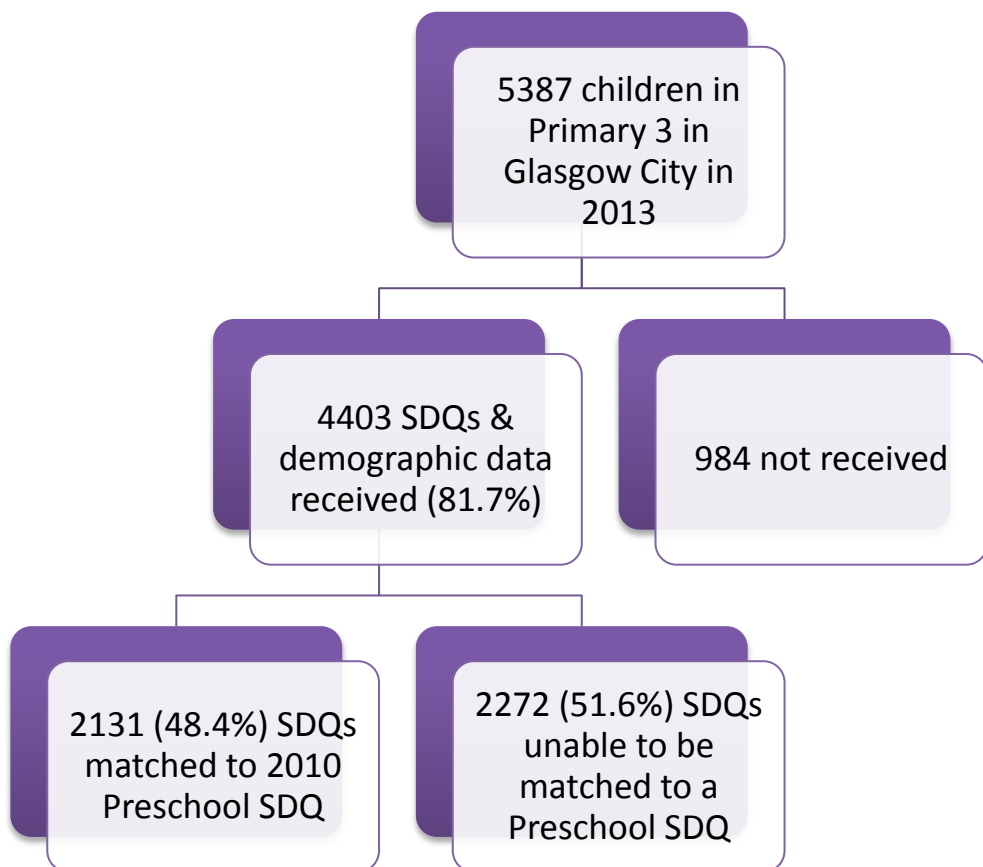 5387 children in
Primary 3 in
Glasgow City in
2013
4403 SDQs &
demographic data
received (81.7%)
984 not received
2131 (48.4%) SDQs
matched to 2010
Preschool SDQ
2272 (51.6%) SDQs
unable to be
matched to a
Preschool SDQ